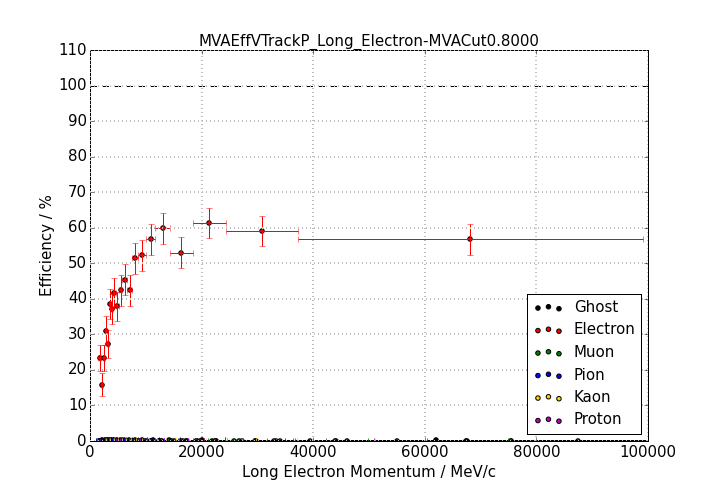 MVAEffVTrackP_Long_Electron-MVACut0.8000
110
100
90
80
70
60
50
40
30
20
10
0
Efficiency / %
Ghost
Electron
Muon
Pion
Kaon
Proton
0 20000 40000 60000 80000 100000
Long Electron Momentum / MeV/c